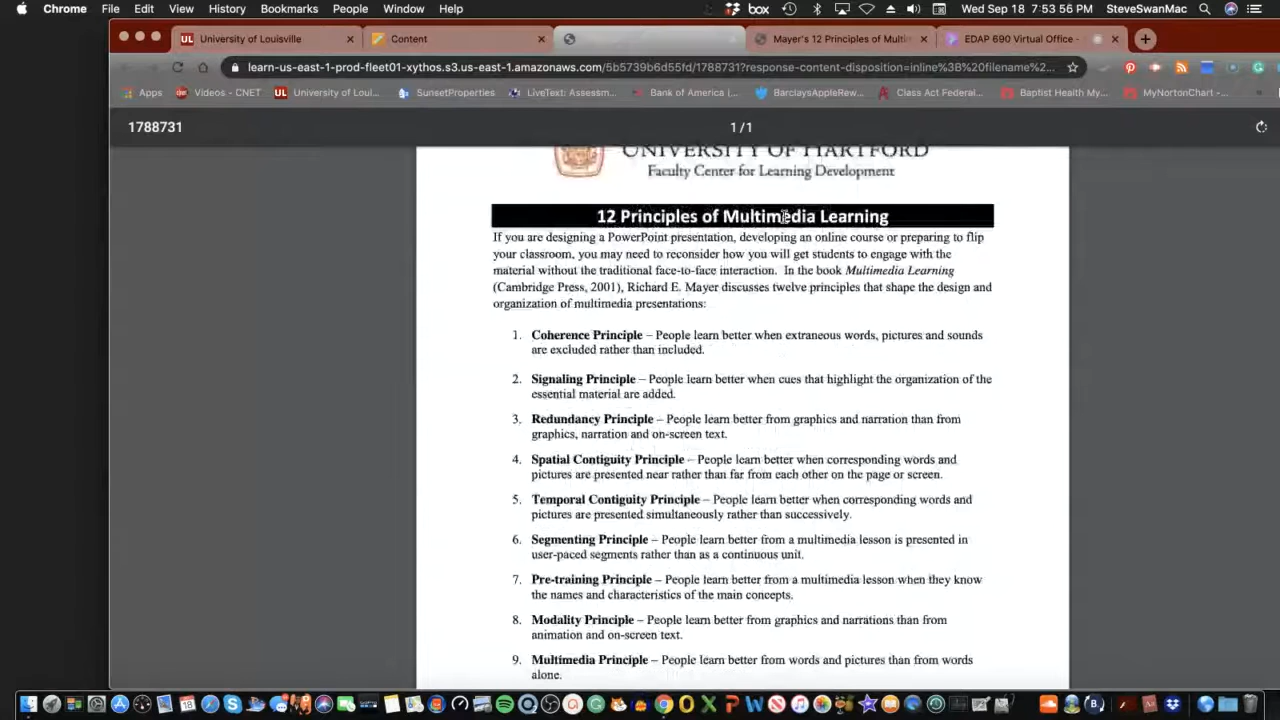 Chrome File Edit View History Bookmarks People Window Help box Wed Sep 18 7:53:56 PM SteveSwanMac
UL University of Louisville Content Mayer's 12 Principles of Multi EDAP 690 Virtual Office -
learn-us-east-1-prod-fleet01-xythos.s3.us-east-1.amazonaws.com/5b5739b6d55fd/1788731?response-content-disposition=inline%3B%20filename%2...
Apps Videos - CNET UL University of Loui... SunsetProperties LiveText: Assessm... Bank of America (... BarclaysAppleRew... Class Act Federal... Baptist Health My... MyNortonChart -...
1788731 1/1
UNIVERSITY OF HARTFORD
Faculty Center for Learning Development
12 Principles of Multimedia Learning
If you are designing a PowerPoint presentation, developing an online course or preparing to flip
your classroom, you may need to reconsider how you will get students to engage with the
material without the traditional face-to-face interaction. In the book Multimedia Learning
(Cambridge Press, 2001), Richard E. Mayer discusses twelve principles that shape the design and
organization of multimedia presentations:
1. Coherence Principle – People learn better when extraneous words, pictures and sounds
are excluded rather than included.
2. Signaling Principle – People learn better when cues that highlight the organization of the
essential material are added.
3. Redundancy Principle – People learn better from graphics and narration than from
graphics, narration and on-screen text.
4. Spatial Contiguity Principle – People learn better when corresponding words and
pictures are presented near rather than far from each other on the page or screen.
5. Temporal Contiguity Principle – People learn better when corresponding words and
pictures are presented simultaneously rather than successively.
6. Segmenting Principle – People learn better from a multimedia lesson is presented in
user-paced segments rather than as a continuous unit.
7. Pre-training Principle – People learn better from a multimedia lesson when they know
the names and characteristics of the main concepts.
8. Modality Principle – People learn better from graphics and narrations than from
animation and on-screen text.
9. Multimedia Principle – People learn better from words and pictures than from words
alone.